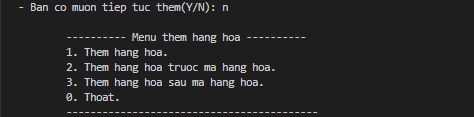 - Ban co muon tiep tuc them(Y/N): n
---------- Menu them hang hoa ----------
1. Them hang hoa.
2. Them hang hoa truoc ma hang hoa.
3. Them hang hoa sau ma hang hoa.
0. Thoat.
------------------------------------------